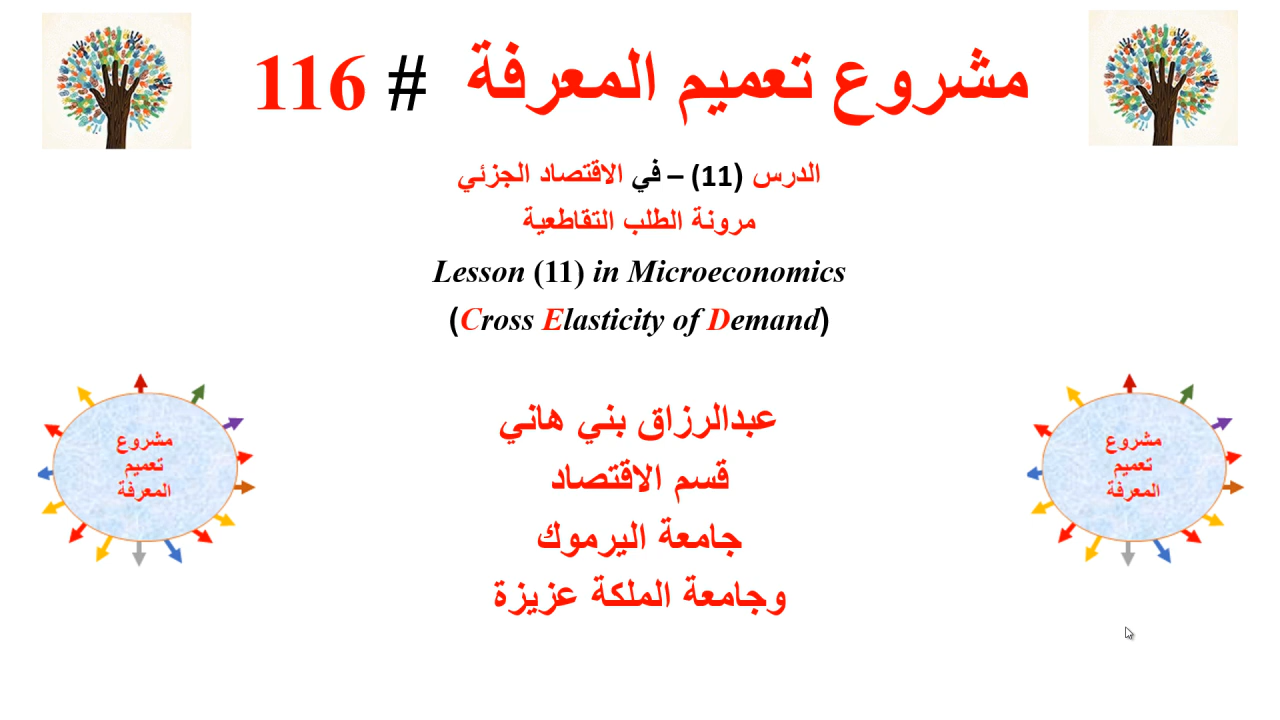 مشروع تعميم المعرفة # 116
الدرس (11) – في الاقتصاد الجزئي
مرونة الطلب التقاطعية
Lesson (11) in Microeconomics
(Cross Elasticity of Demand)
عبدالرزاق بني هاني
قسم الاقتصاد
جامعة اليرموك
وجامعة الملكة عزيزة
مشروع
تعميم
المعرفة
مشروع
تعميم
المعرفة